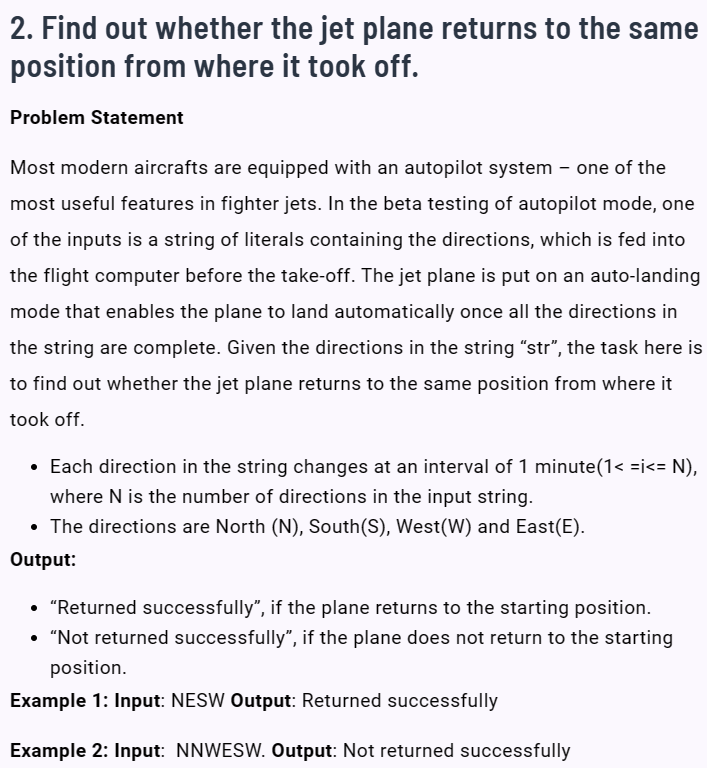 2. Find out whether the jet plane returns to the same
position from where it took off.
Problem Statement
Most modern aircrafts are equipped with an autopilot system – one of the
most useful features in fighter jets. In the beta testing of autopilot mode, one
of the inputs is a string of literals containing the directions, which is fed into
the flight computer before the take-off. The jet plane is put on an auto-landing
mode that enables the plane to land automatically once all the directions in
the string are complete. Given the directions in the string “str”, the task here is
to find out whether the jet plane returns to the same position from where it
took off.
• Each direction in the string changes at an interval of 1 minute(1< =i<= N),
where N is the number of directions in the input string.
• The directions are North (N), South(S), West(W) and East(E).
Output:
• “Returned successfully”, if the plane returns to the starting position.
• “Not returned successfully”, if the plane does not return to the starting
position.
Example 1: Input: NESW Output: Returned successfully
Example 2: Input:  NNWESW. Output: Not returned successfully